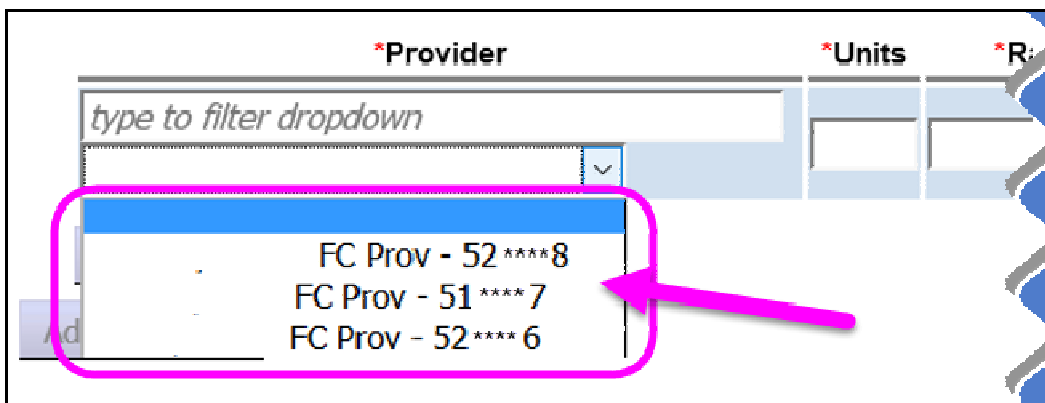 *Provider *Units *Ra
type to filter dropdown
FC Prov - 52****8
FC Prov - 51****7
FC Prov - 52****6
Ad